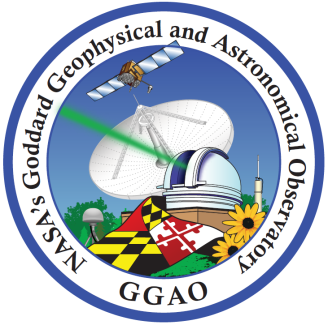 NASA's Goddard Geophysical and Astronomical Observatory
GGAO